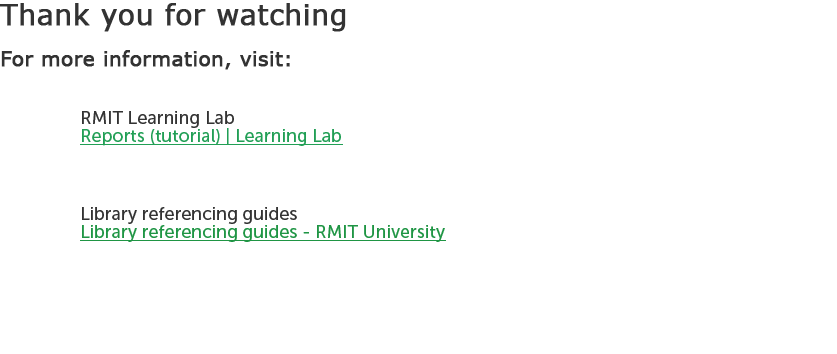 Thank you for watching
For more information, visit:
RMIT Learning Lab
Reports (tutorial) | Learning Lab
Library referencing guides
Library referencing guides - RMIT University